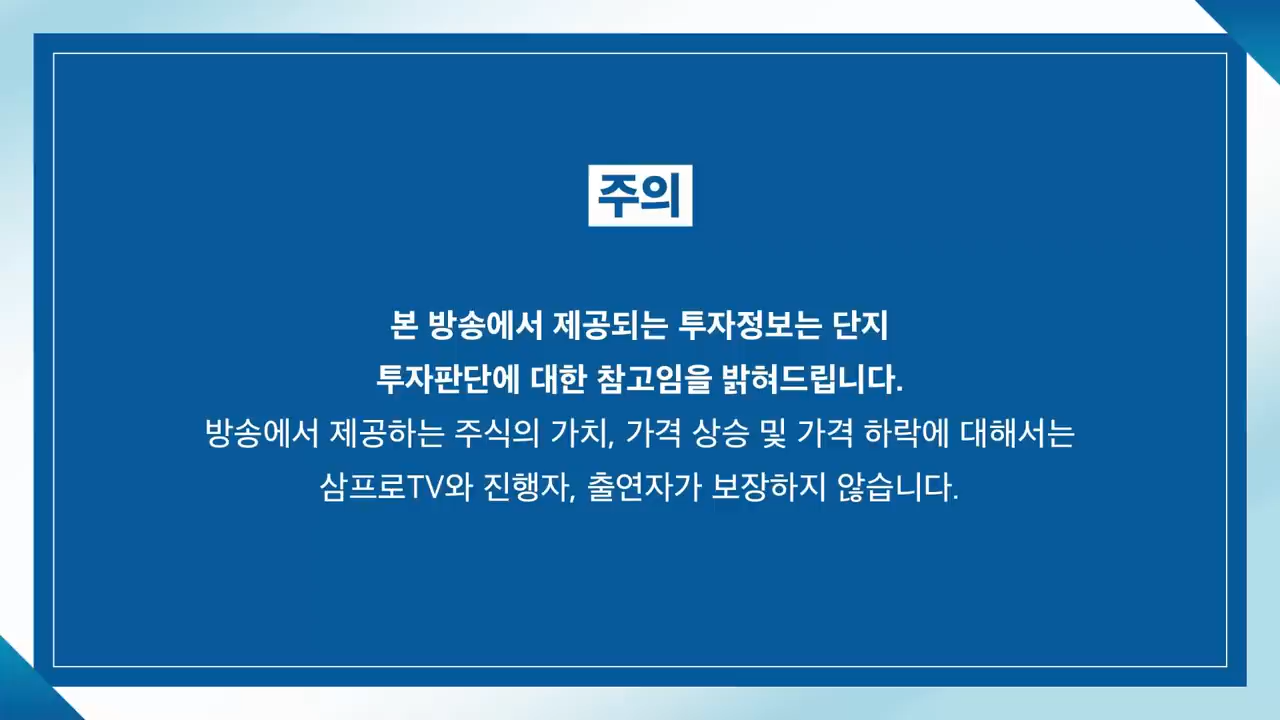 주의
본 방송에서 제공되는 투자정보는 단지
투자판단에 대한 참고임을 밝혀드립니다.
방송에서 제공하는 주식의 가치, 가격 상승 및 가격 하락에 대해서는
삼프로TV와 진행자, 출연자가 보장하지 않습니다.